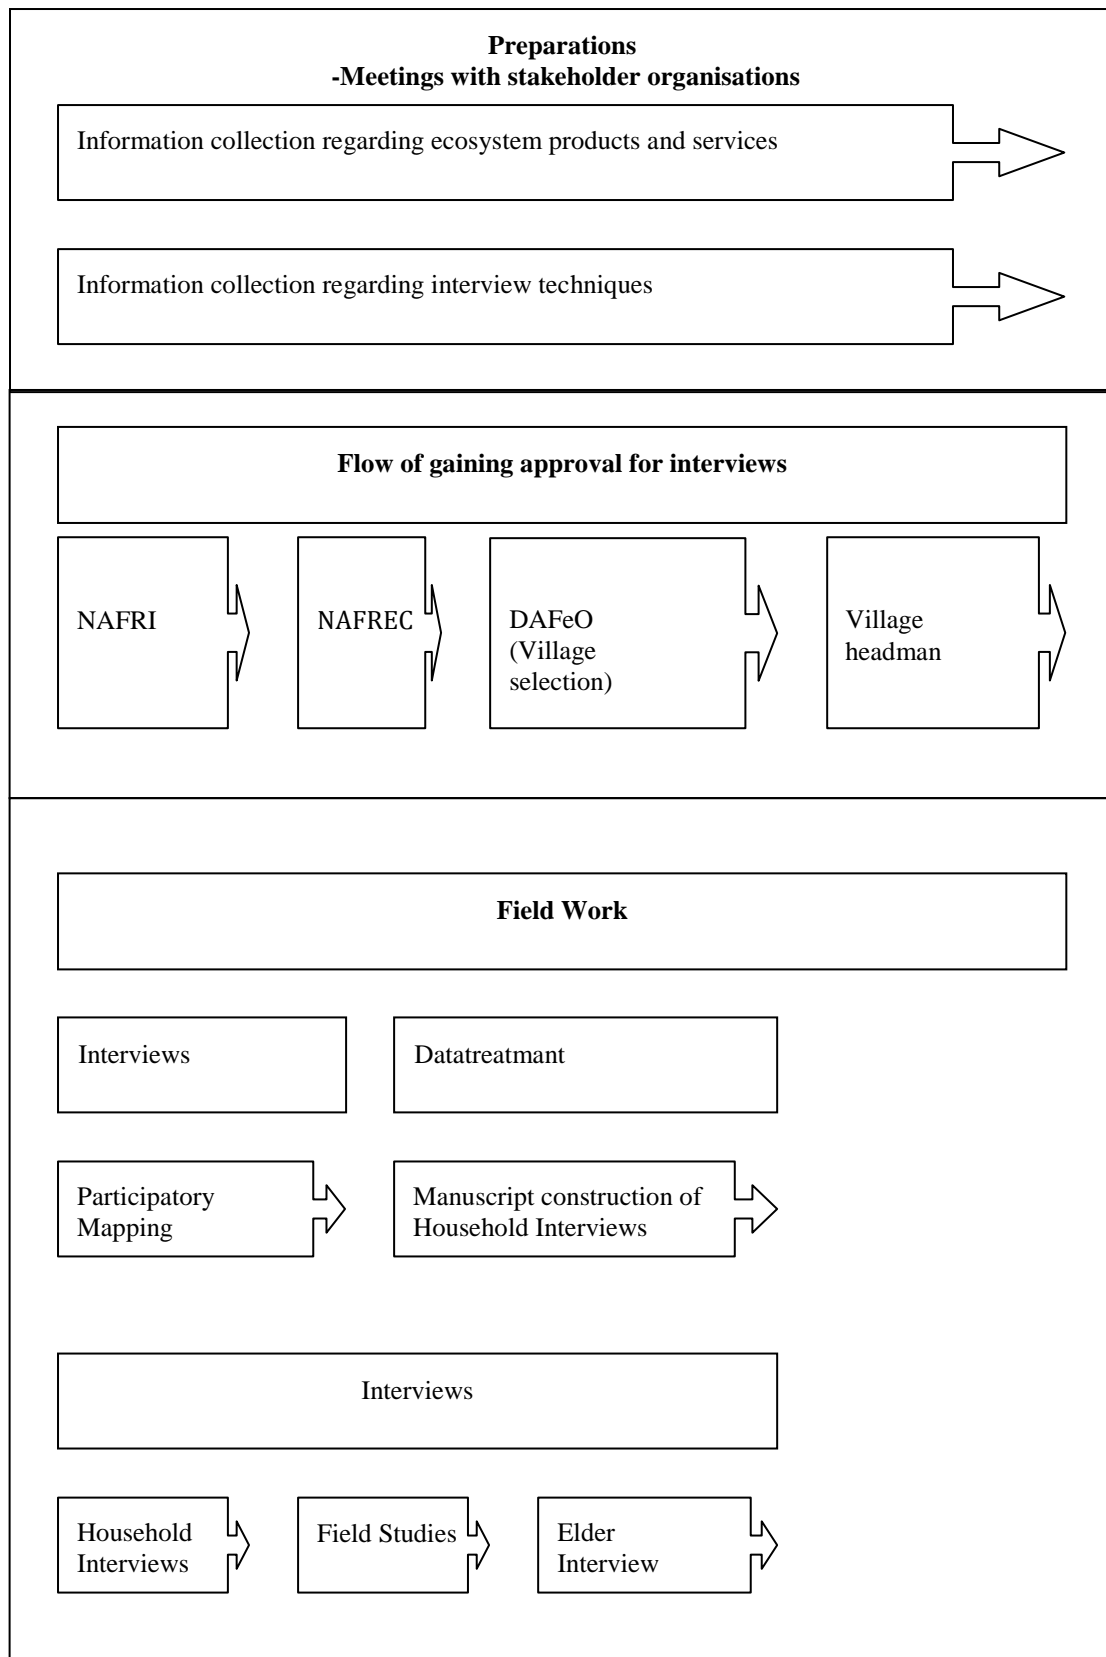 Preparations
-Meetings with stakeholder organisations
Information collection regarding ecosystem products and services
Information collection regarding interview techniques
Flow of gaining approval for interviews
NAFRI
NAFREC
DAFeO
(Village
selection)
Village
headman
Field Work
Interviews
Datatreatmant
Participatory
Mapping
Manuscript construction of
Household Interviews
Interviews
Household
Interviews
Field Studies
Elder
Interview